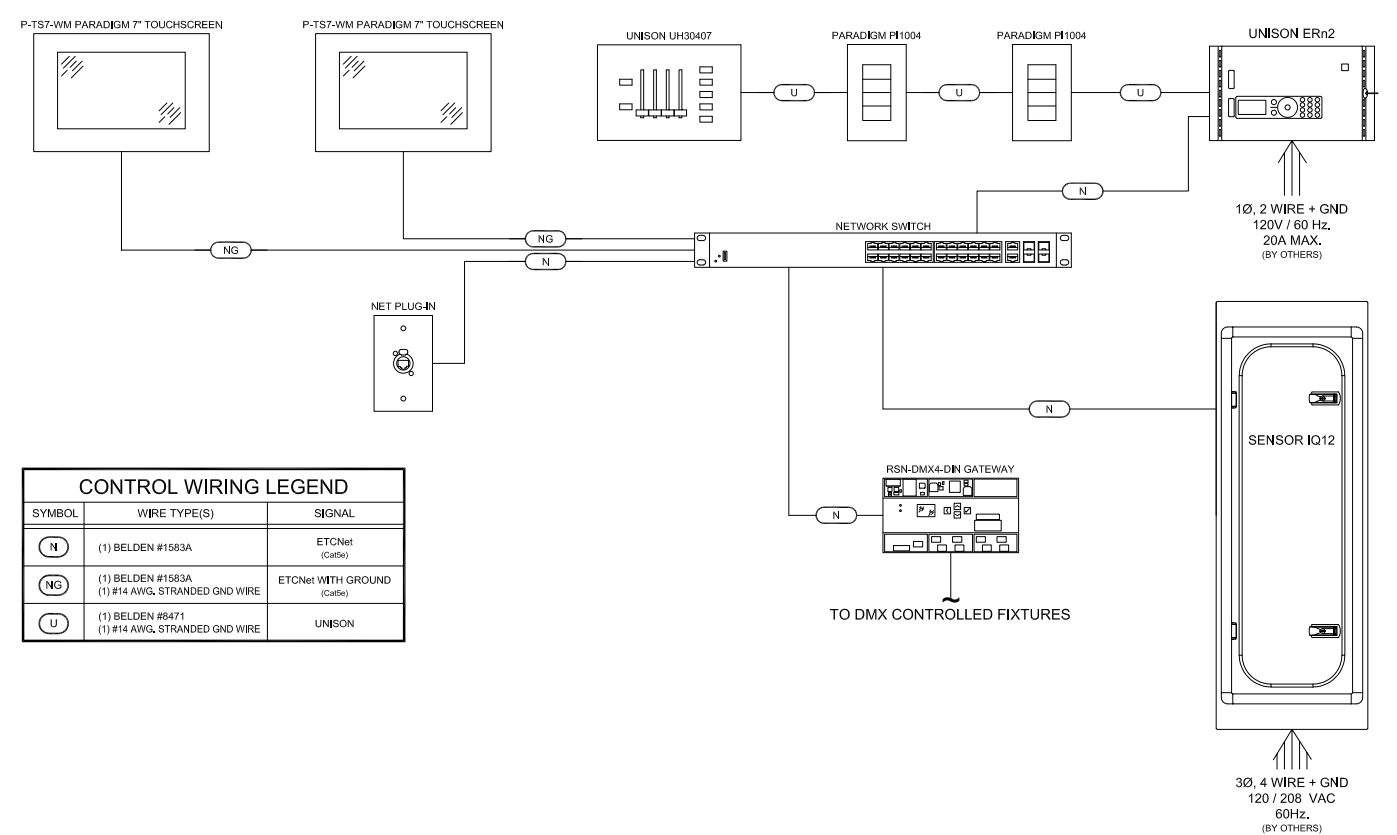 P-TS7-WM PARADIGM 7" TOUCHSCREEN
P-TS7-WM PARADIGM 7" TOUCHSCREEN
UNISON UH30407
PARADIGM PI1004
PARADIGM PI1004
UNISON ERn2
U
U
U
N
1Ø, 2 WIRE + GND
120V / 60 Hz.
20A MAX.
(BY OTHERS)
NETWORK SWITCH
NG
NG
N
NET PLUG-IN
N
SENSOR IQ12
RSN-DMX4-DIN GATEWAY
N
TO DMX CONTROLLED FIXTURES
CONTROL WIRING LEGEND
SYMBOL WIRE TYPE(S) SIGNAL
N (1) BELDEN #1583A ETCNet
(Cat5e)
NG (1) BELDEN #1583A
(1) #14 AWG. STRANDED GND WIRE
ETCNet WITH GROUND
(Cat5e)
U (1) BELDEN #8471
(1) #14 AWG. STRANDED GND WIRE
UNISON
3Ø, 4 WIRE + GND
120 / 208 VAC
60Hz.
(BY OTHERS)